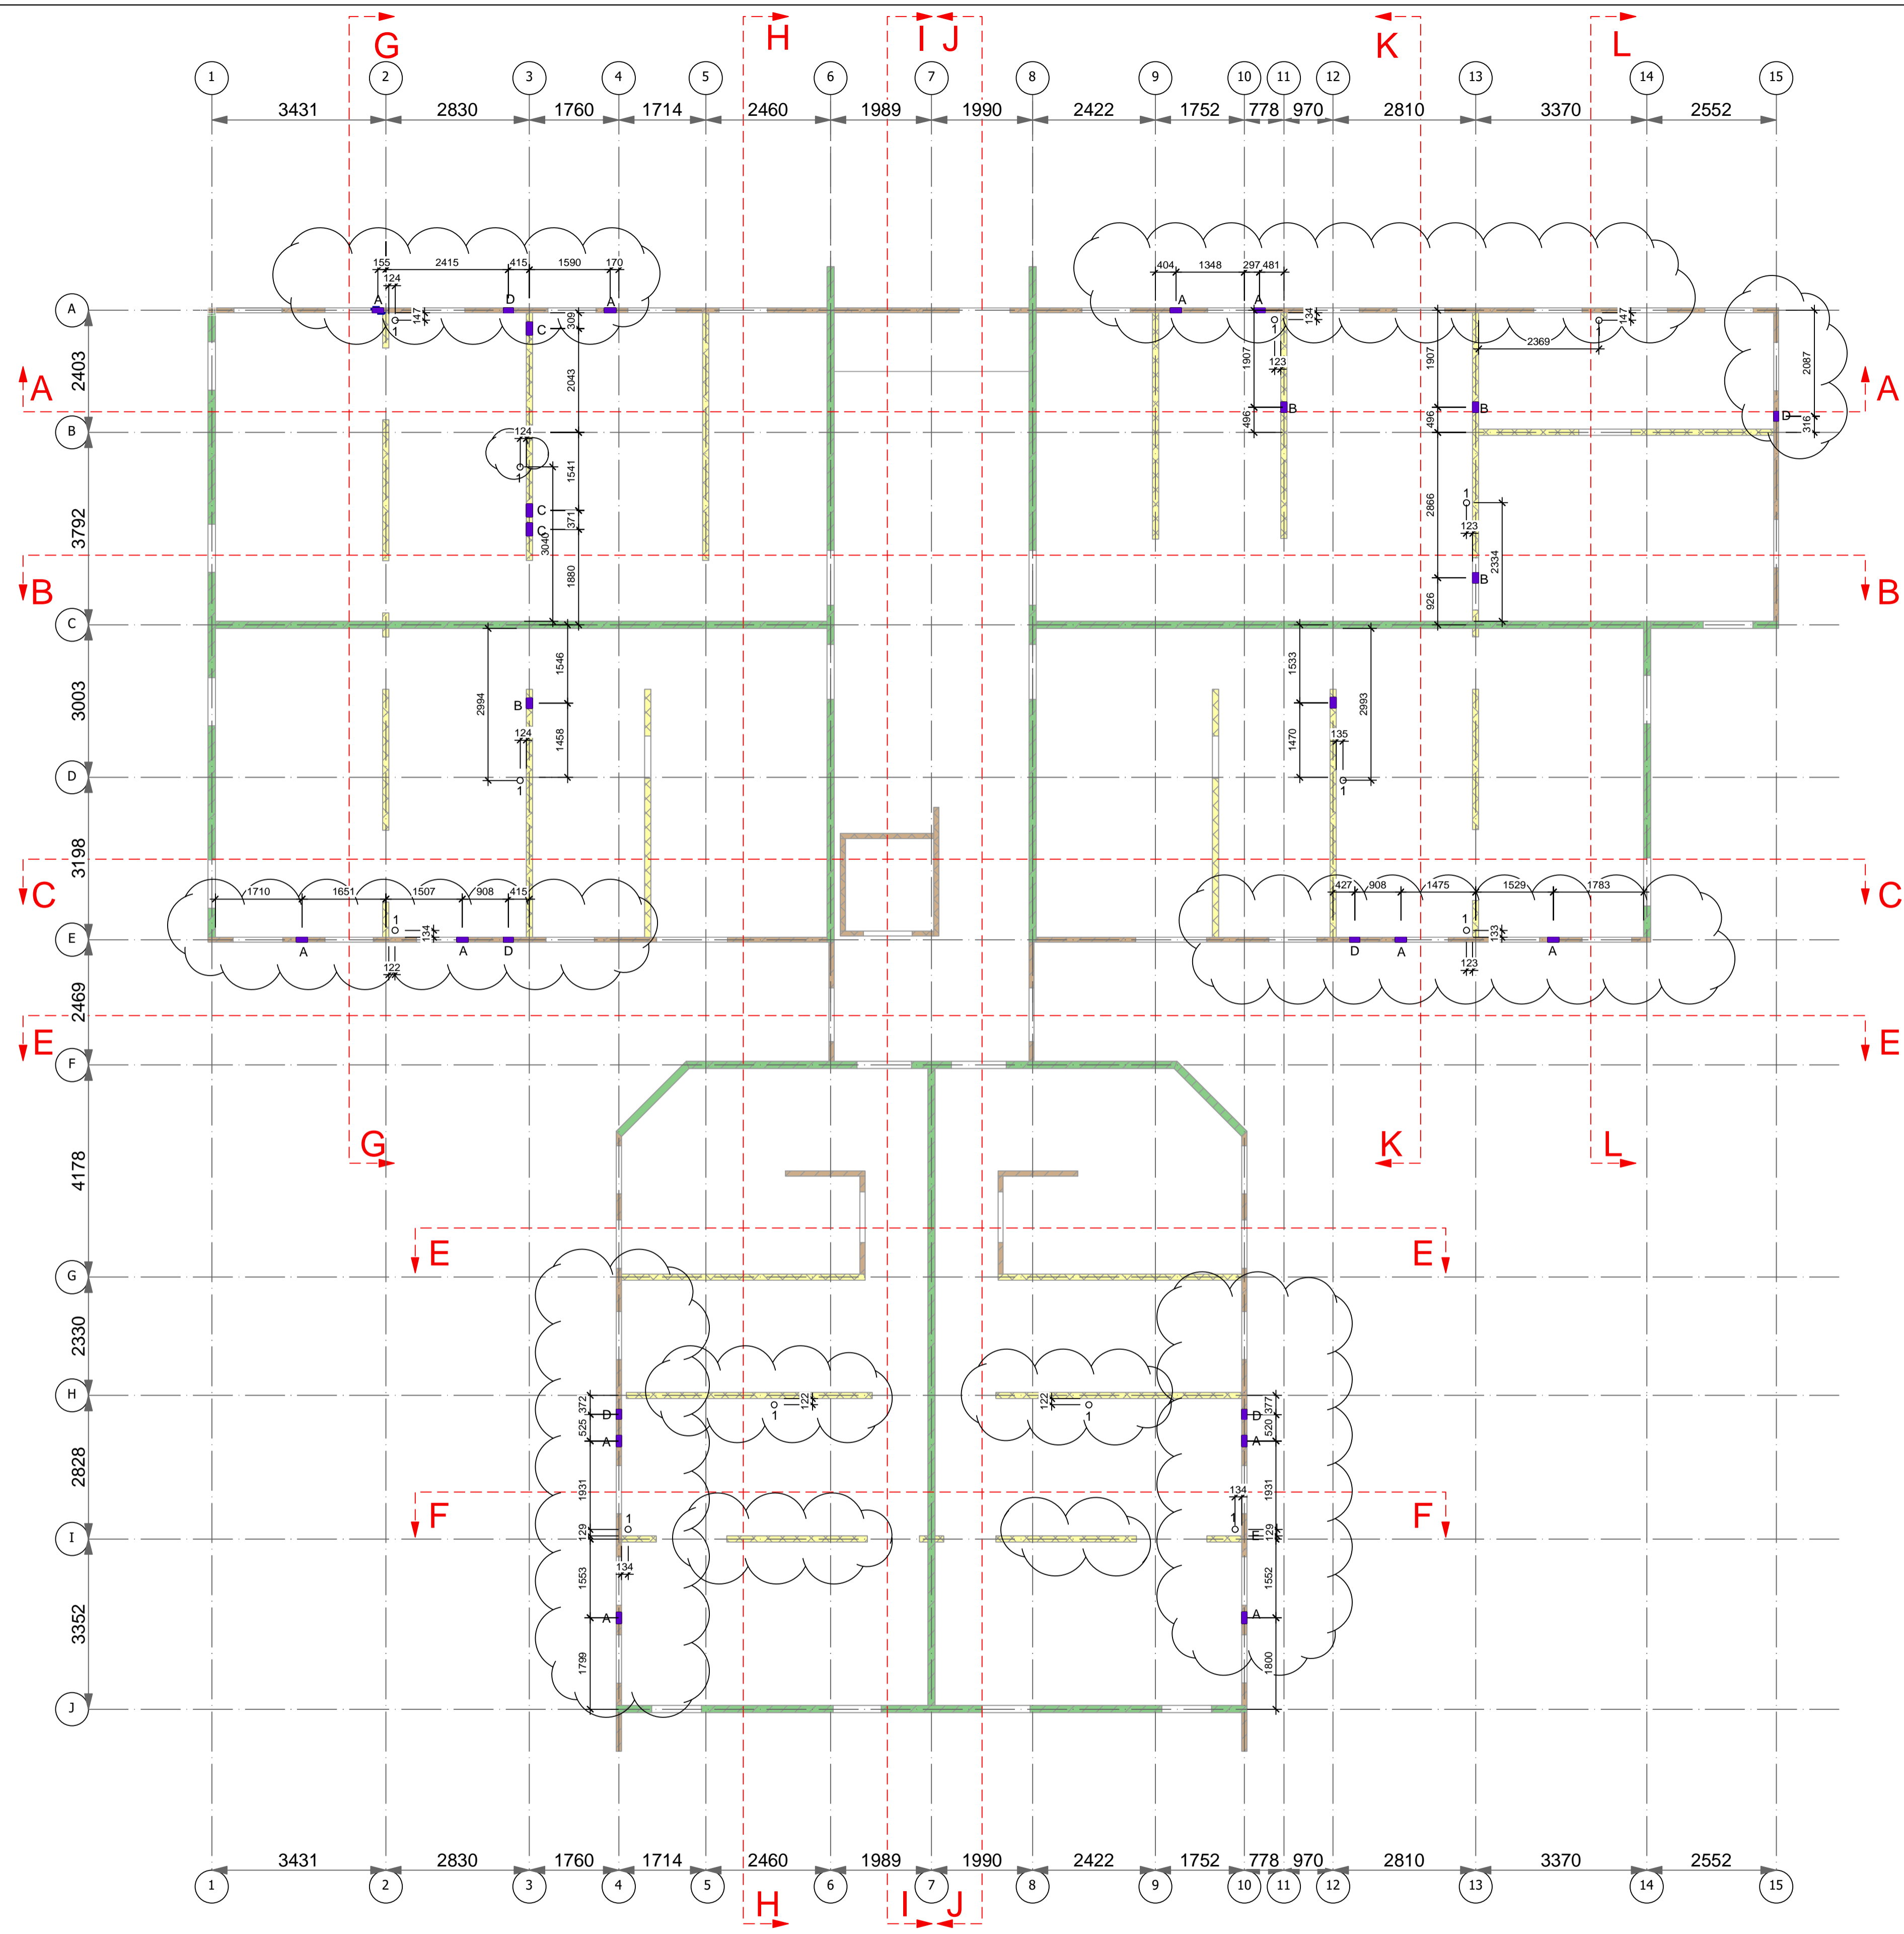 G H I J K L
1 2 3 4 5 6 7 8 9 10 11 12 13 14 15
3431 2830 1760 1714 2460 1989 1990 2422 1752 778 970 2810 3370 2552
155 2415 415 1590 170 404 1348 297 481
124
A D A A A
A
147 1 309 C 1 134 1 147
2369
2403 2043 1907 1907 2087
A 123 A
496 B 496 B D 316
B
124
1 1541 2866 1
3792 C 371 123
C 3040 2334
B 1880 B B
926
C
1546 1533
3003 2994 B 2993
1458 124 1470 135
D
1 1
3198
C 1710 1651 1507 908 415 427 908 1475 1529 1783 C
1 134 1 133
E
A A D D A A
122 123
2469
E E
F
4178
G K L
E E
G
2330
H
372 122 122 377
D 1 1 D
525 A A 520
2828
1931 134 1931
F F
129 1 1 E 129
I
134
1553 1552
3352 A A
1799 1800
J
3431 2830 1760 1714 2460 1989 1990 2422 1752 778 970 2810 3370 2552
1 2 3 4 5 6 7 8 9 10 11 12 13 14 15
H I J